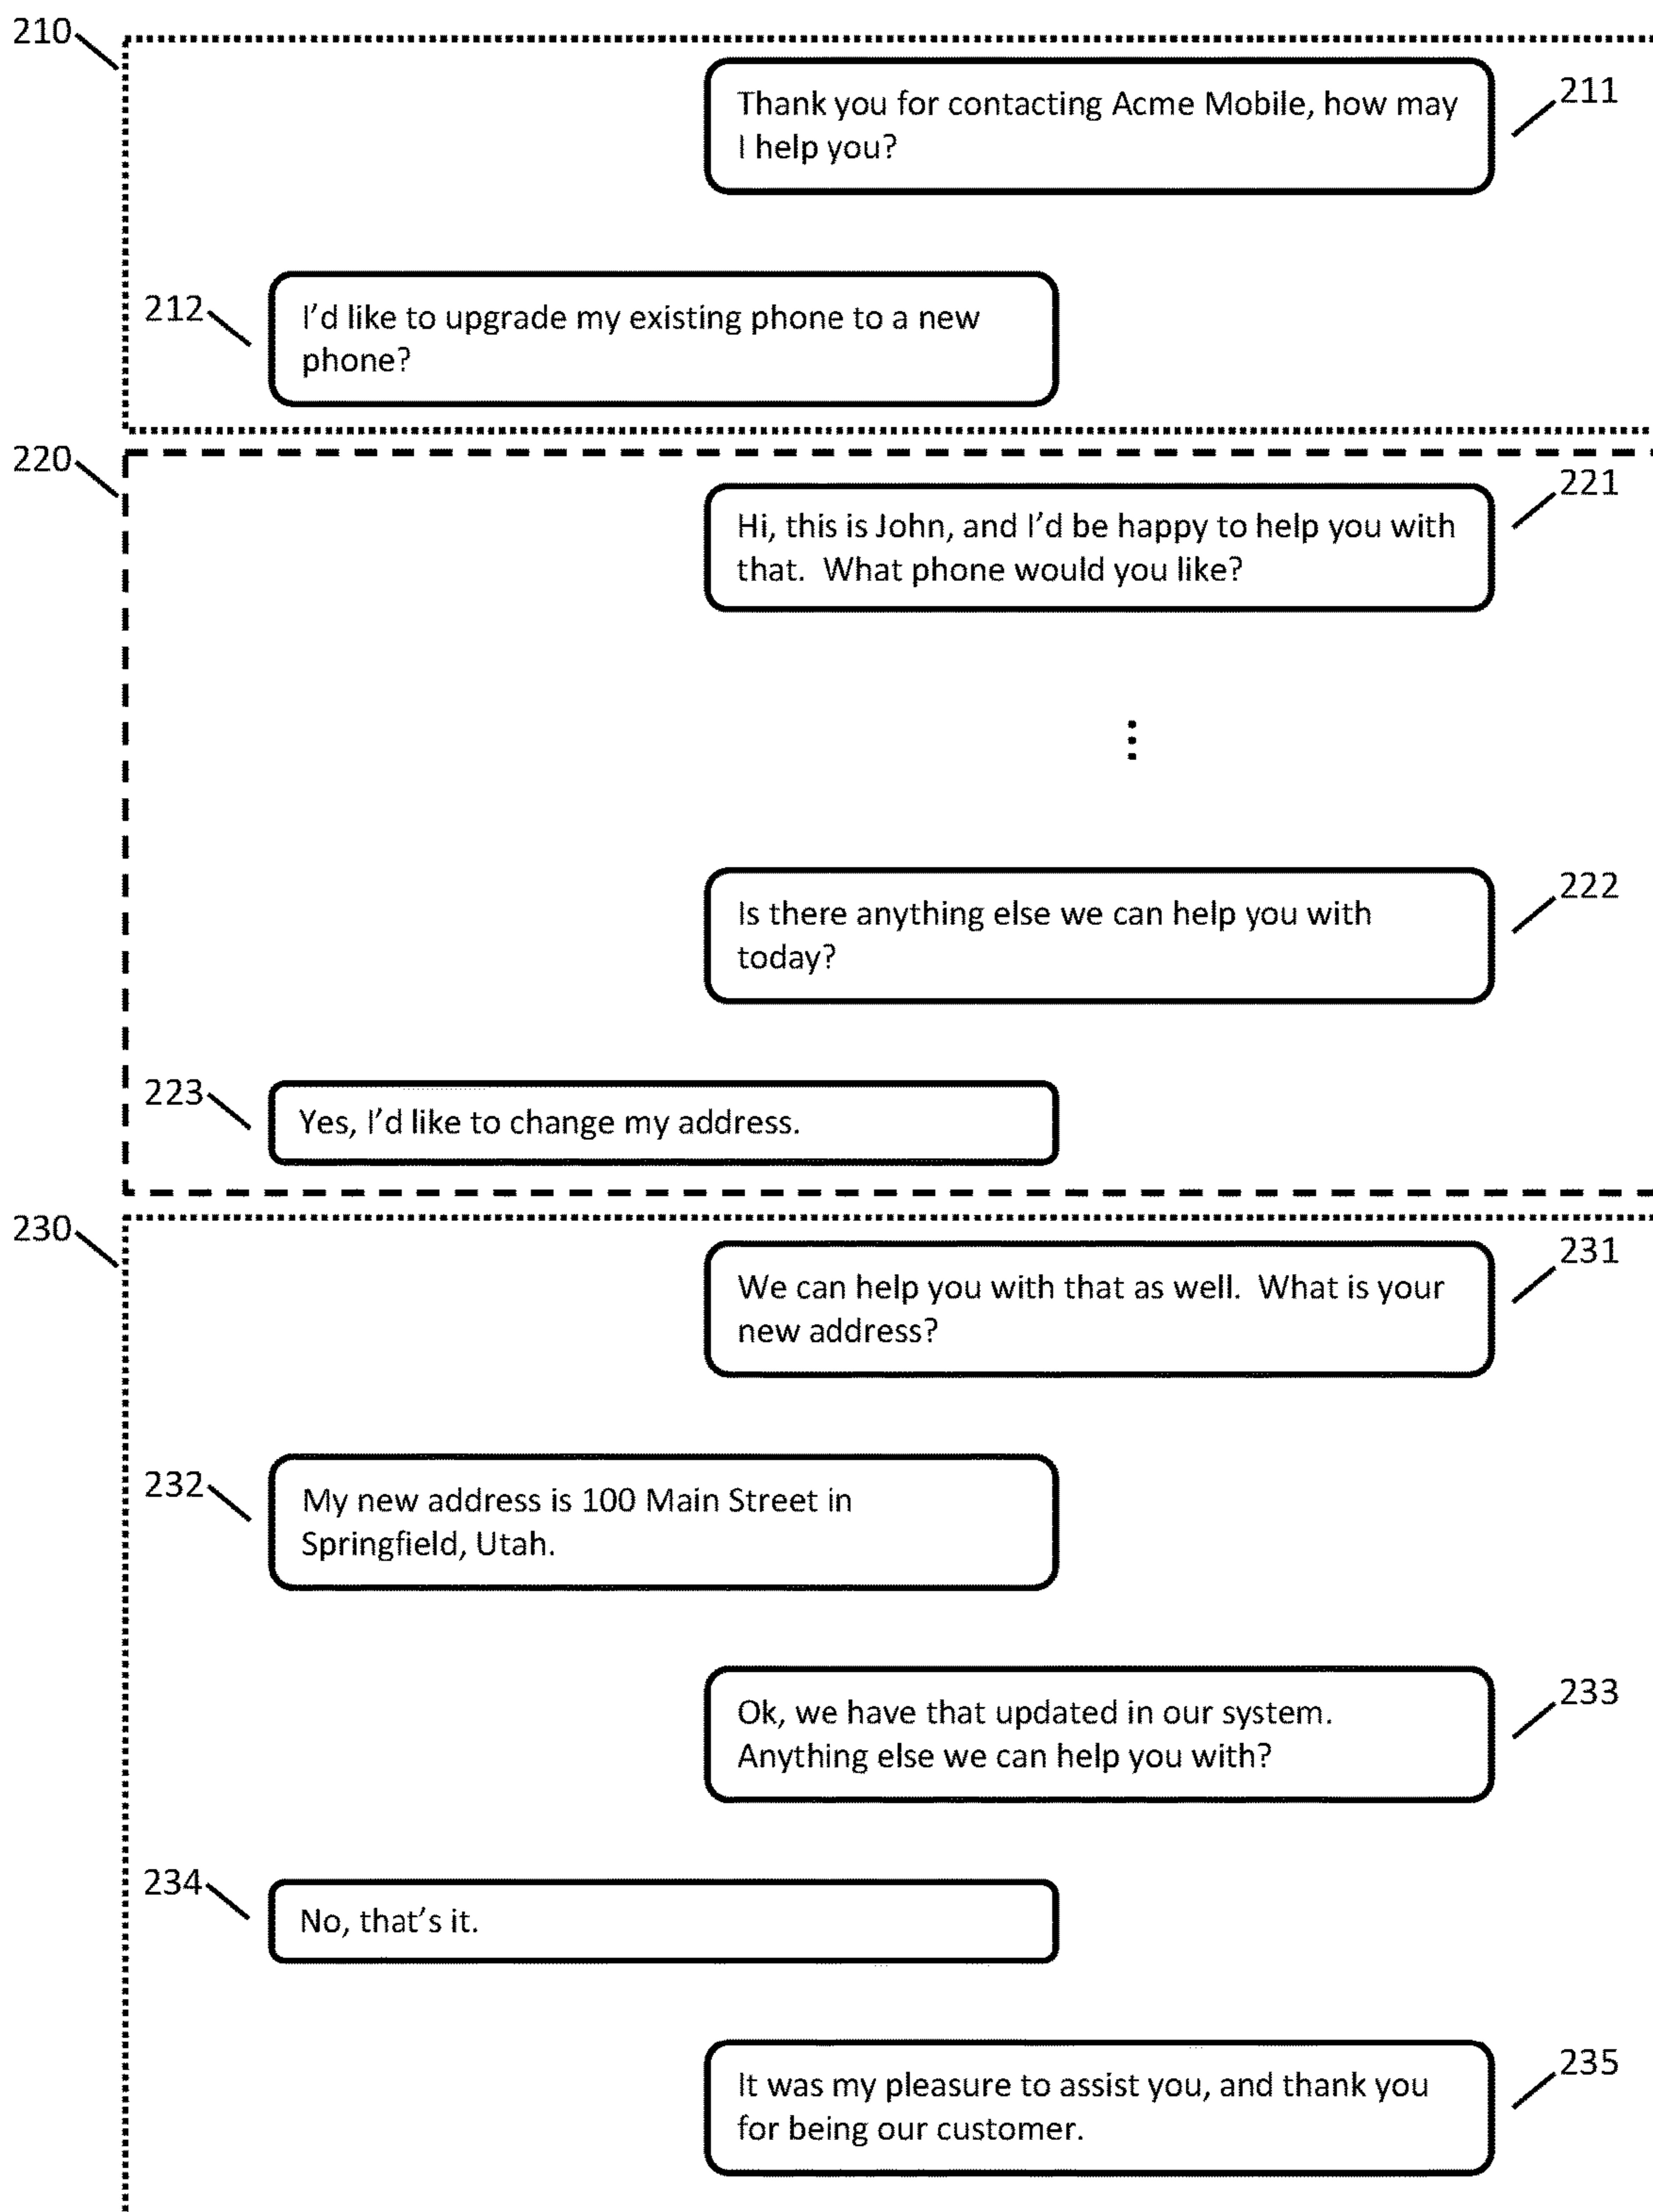 210
Thank you for contacting Acme Mobile, how may
I help you?
211
212
I'd like to upgrade my existing phone to a new
phone?
220
Hi, this is John, and I'd be happy to help you with
that.  What phone would you like?
221
Is there anything else we can help you with
today?
222
223
Yes, I'd like to change my address.
230
We can help you with that as well.  What is your
new address?
231
232
My new address is 100 Main Street in
Springfield, Utah.
Ok, we have that updated in our system.
Anything else we can help you with?
233
234
No, that's it.
It was my pleasure to assist you, and thank you
for being our customer.
235